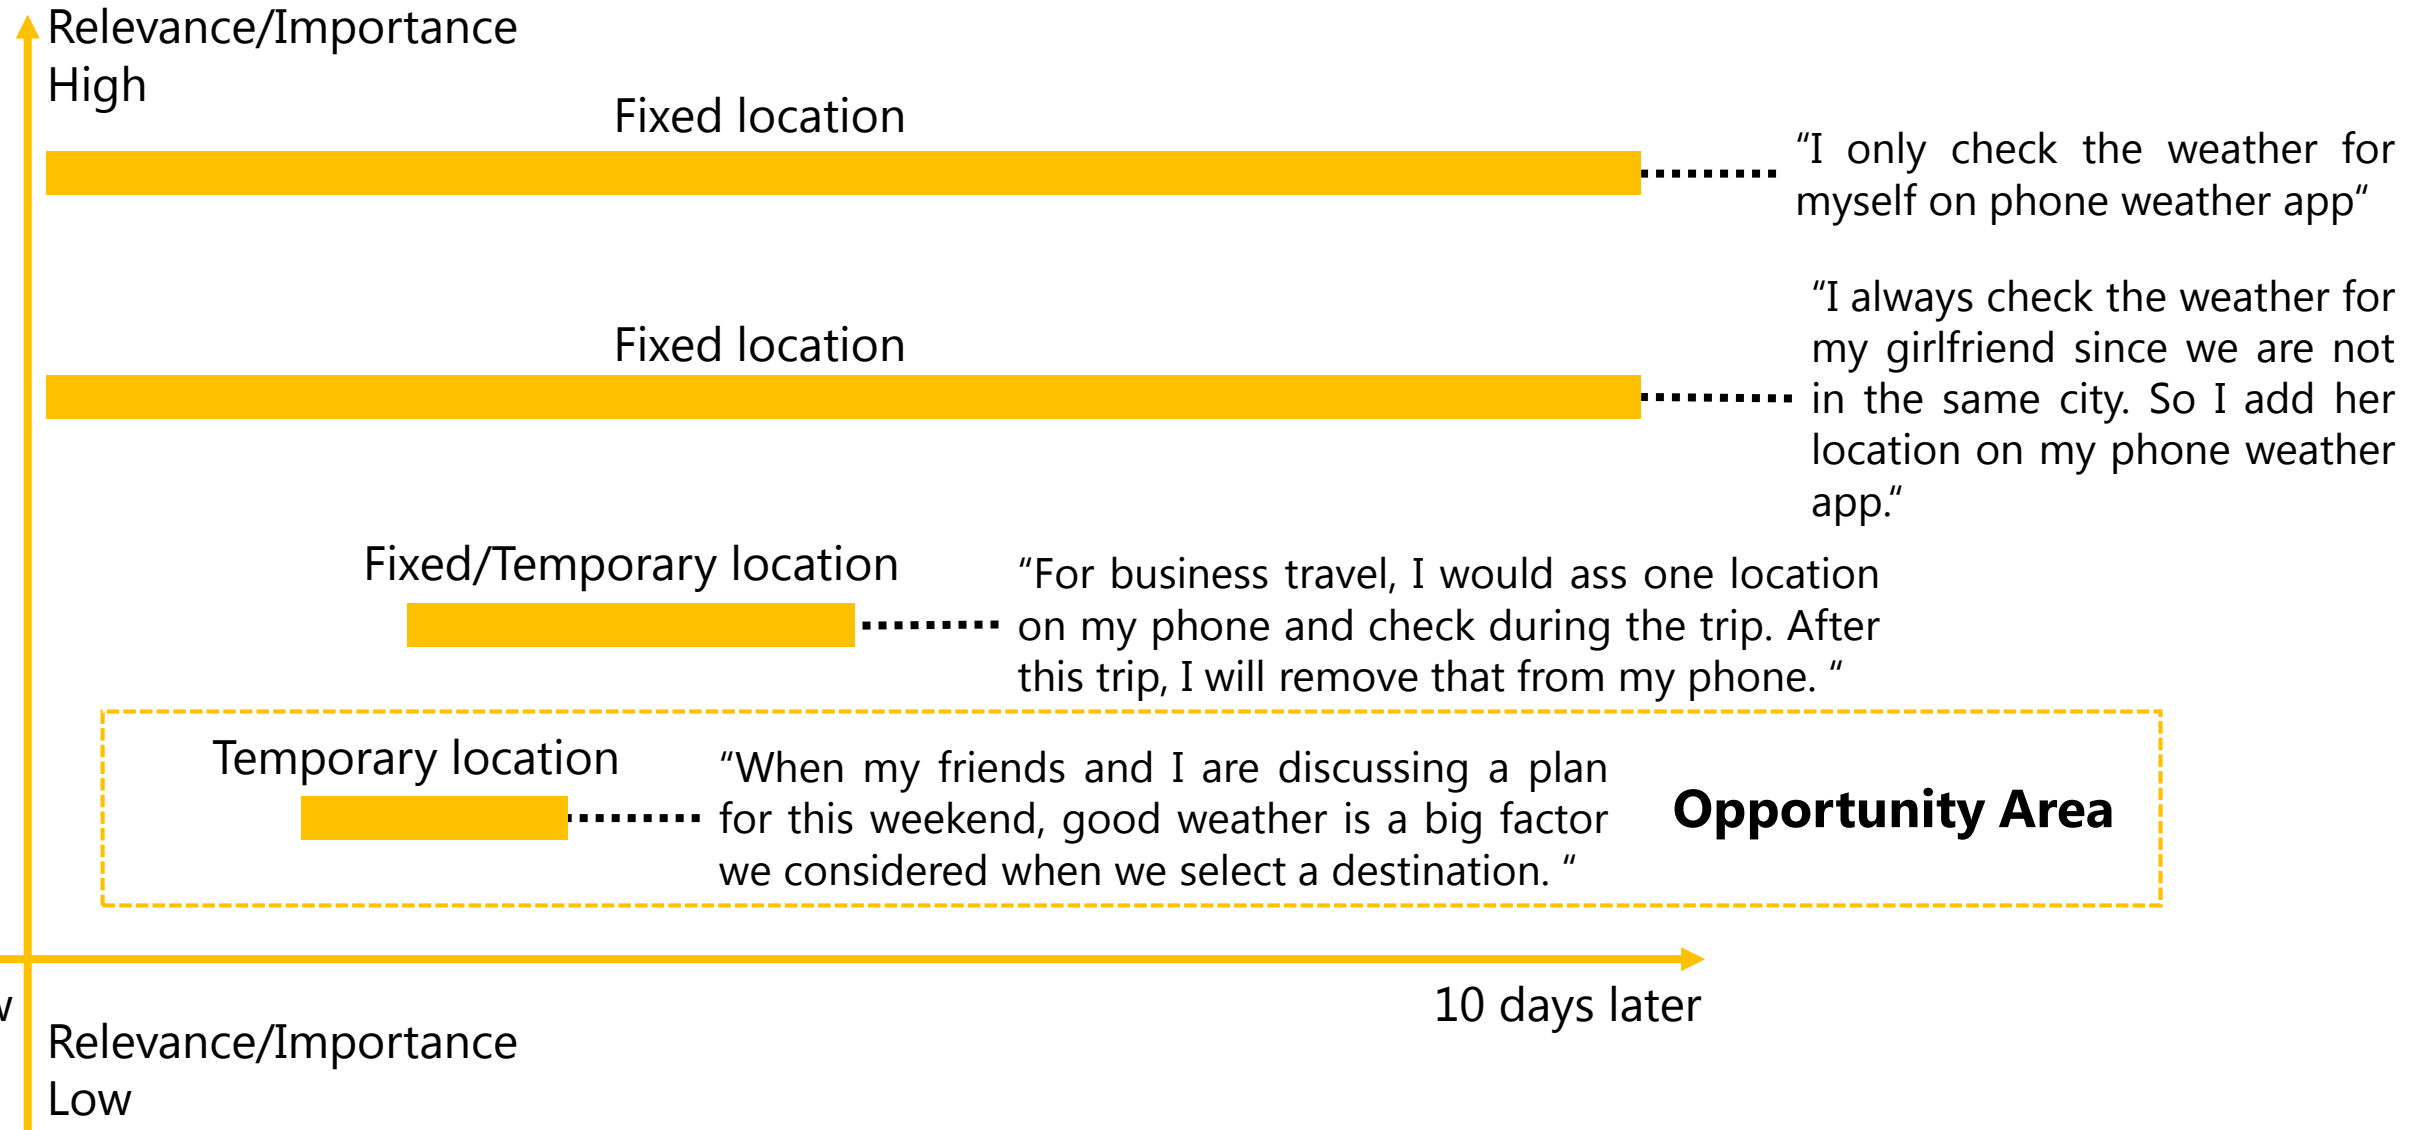 Relevance/Importance
High
Fixed location
“I only check the weather for
myself on phone weather app“
Fixed location
“I always check the weather for
my girlfriend since we are not
in the same city. So I add her
location on my phone weather
app.“
Fixed/Temporary location
“For business travel, I would ass one location
on my phone and check during the trip. After
this trip, I will remove that from my phone. “
Temporary location
“When my friends and I are discussing a plan
for this weekend, good weather is a big factor
we considered when we select a destination. “
Opportunity Area
10 days later
Relevance/Importance
Low